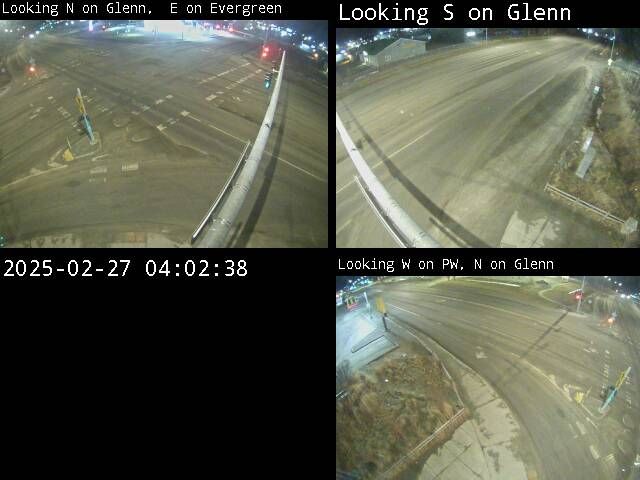 Looking N on Glenn,  E on Evergreen
Looking S on Glenn
2025-02-27 04:02:38
Looking W on PW, N on Glenn